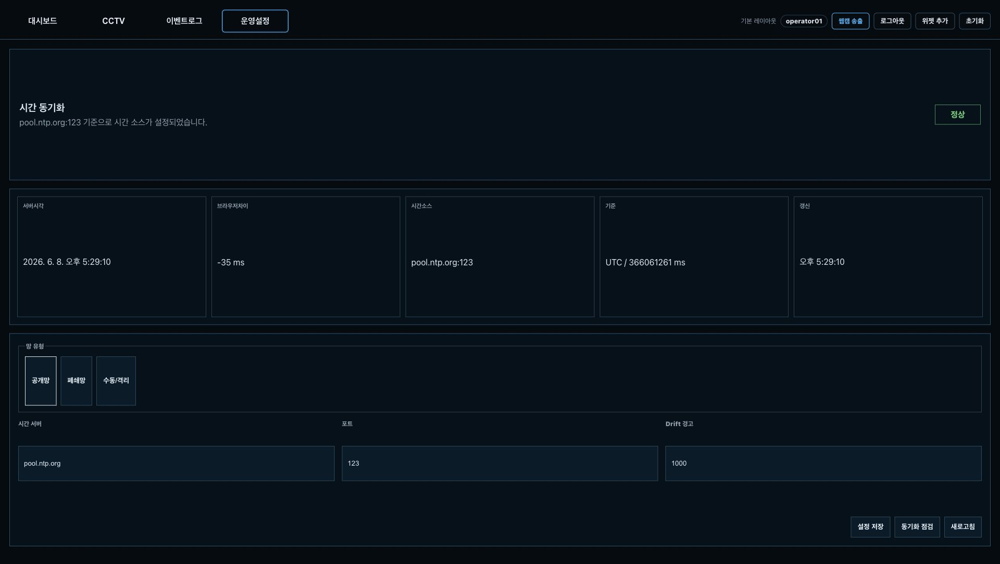 대시보드
CCTV
이벤트로그
운영설정
기본 레이아웃
operator01
웹캠 송출
로그아웃
위젯 추가
초기화
시간 동기화
pool.ntp.org:123 기준으로 시간 소스가 설정되었습니다.
정상
서버시각
2026. 6. 8. 오후 5:29:10
브라우저차이
-35 ms
시간소스
pool.ntp.org:123
기준
UTC / 366061261 ms
갱신
오후 5:29:10
망 유형
공개망
폐쇄망
수동/격리
시간 서버
pool.ntp.org
포트
123
Drift 경고
1000
설정 저장
동기화 점검
새로고침